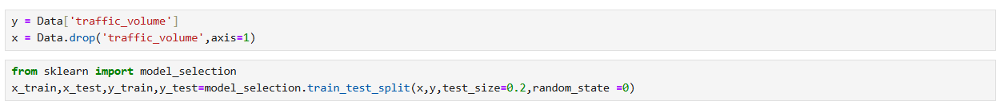 y = Data['traffic_volume']
x = Data.drop('traffic_volume',axis=1)
from sklearn import model_selection
x_train,x_test,y_train,y_test=model_selection.train_test_split(x,y,test_size=0.2,random_state =0)